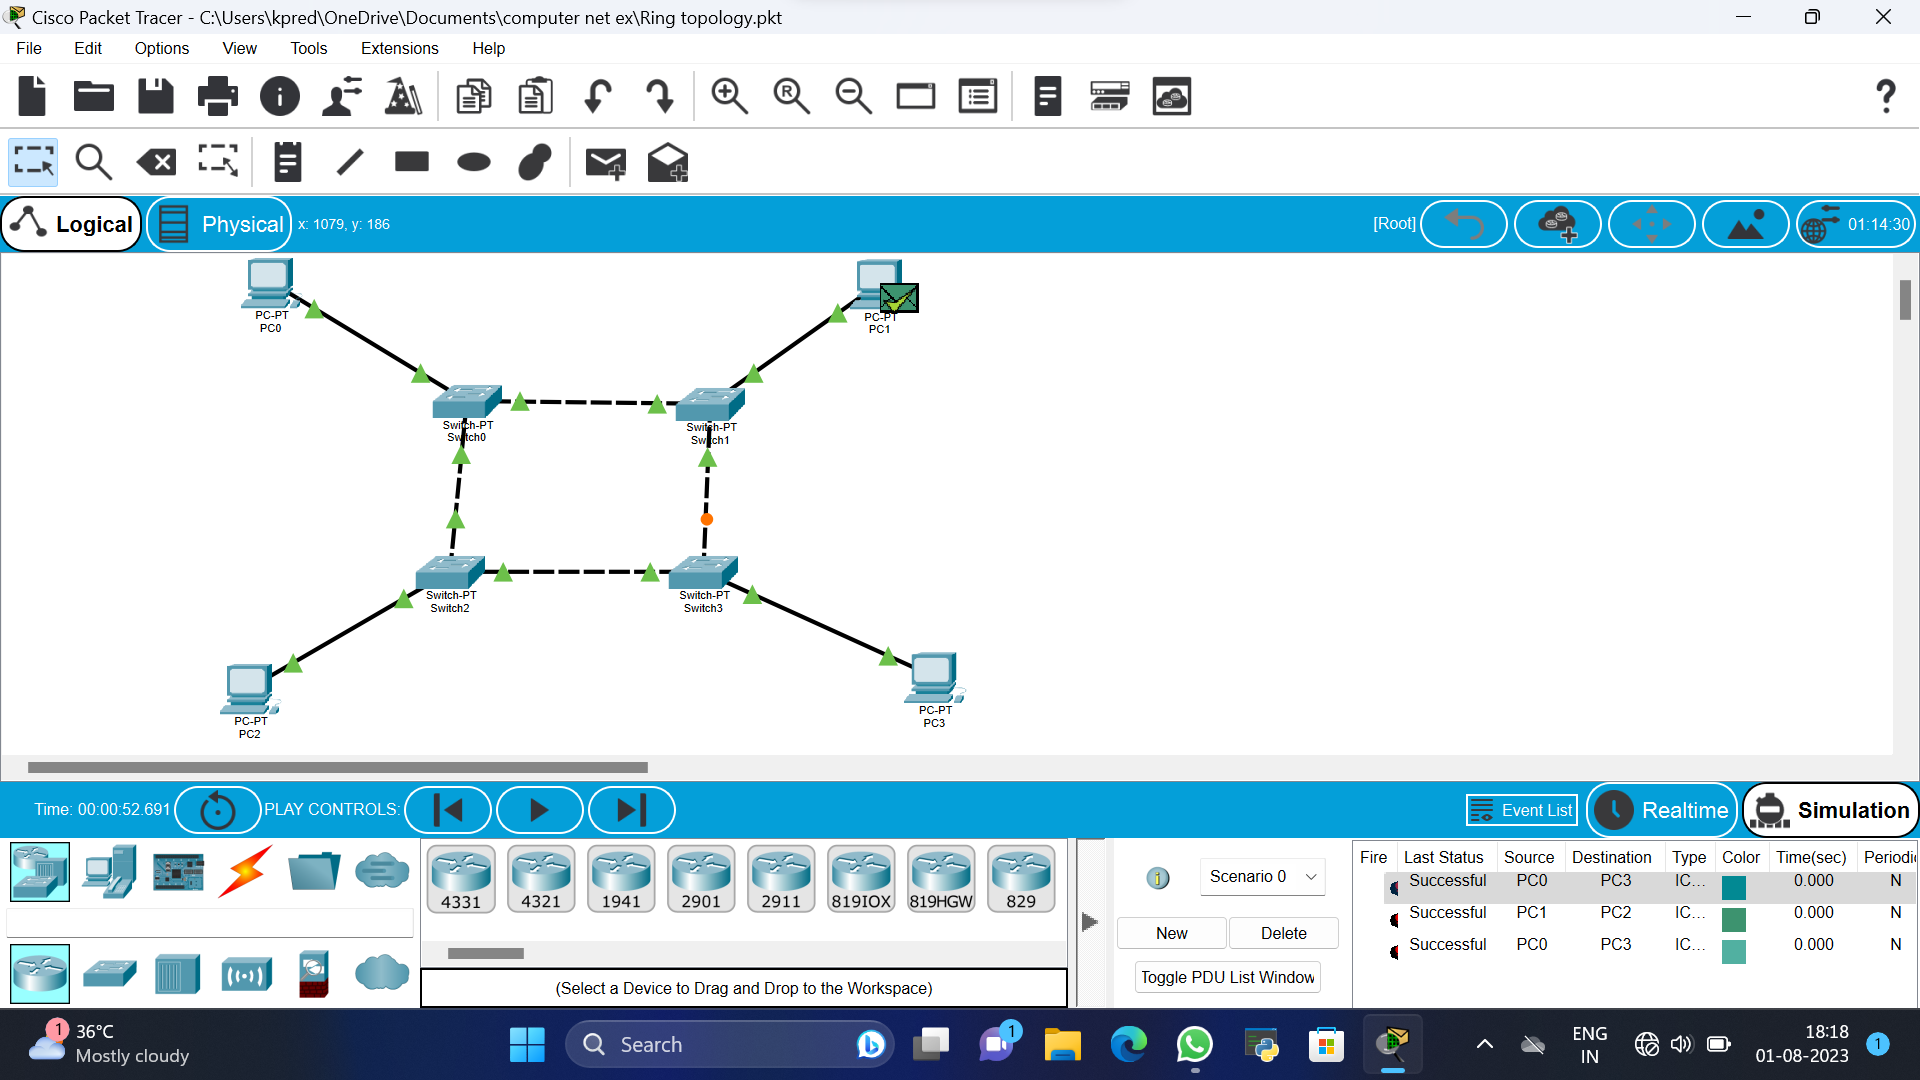 Cisco Packet Tracer - C:\Users\kpred\OneDrive\Documents\computer net ex\Ring topology.pkt
File Edit Options View Tools Extensions Help
Logical Physical x: 1079, y: 186 [Root] 01:14:30
PC-PT
PC0
PC-PT
PC1
Switch-PT
Switch0
Switch-PT
Switch1
Switch-PT
Switch2
Switch-PT
Switch3
PC-PT
PC2
PC-PT
PC3
Time: 00:00:52.691 PLAY CONTROLS: Event List Realtime Simulation
4331 4321 1941 2901 2911 819IOX 819HGW 829
(Select a Device to Drag and Drop to the Workspace)
Scenario 0
New Delete
Toggle PDU List Window
Fire Last Status Source Destination Type Color Time(sec) Periodic
Successful PC0 PC3 IC... 0.000 N
Successful PC1 PC2 IC... 0.000 N
Successful PC0 PC3 IC... 0.000 N
1 36°C
Mostly cloudy
Search
1
ENG
IN
18:18
01-08-2023
1